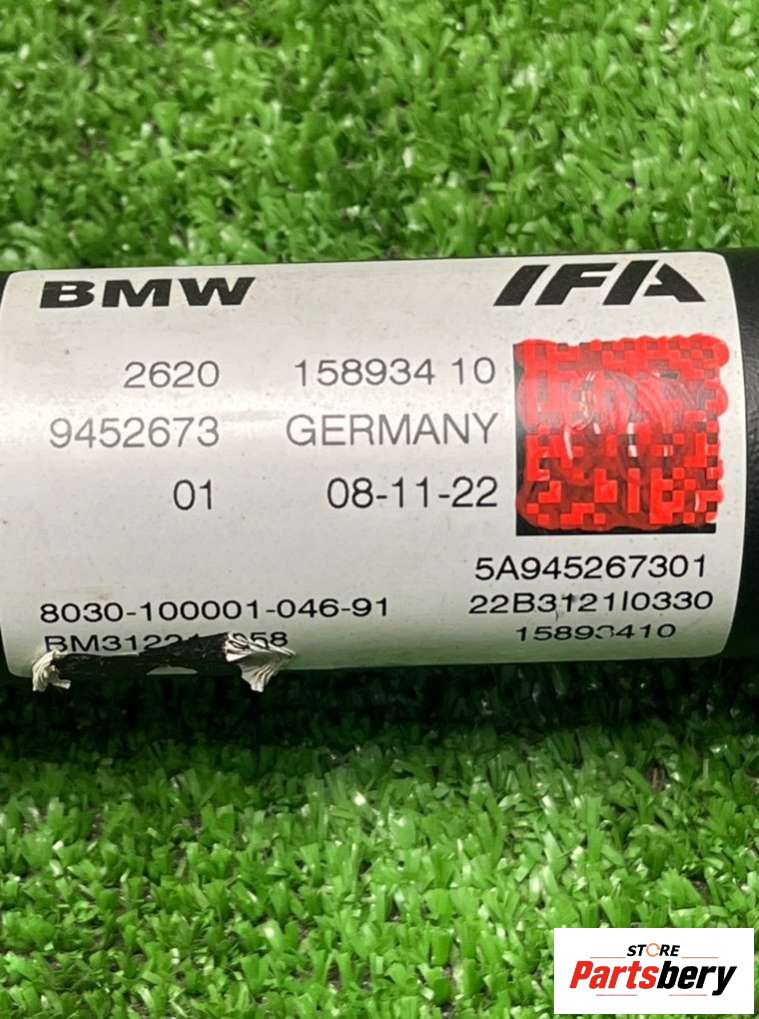 BMW IFA
2620 158934 10
9452673 GERMANY
01 08-11-22
5A945267301
8030-100001-046-91 22B3121I0330
15893410
STORE
Partsbery